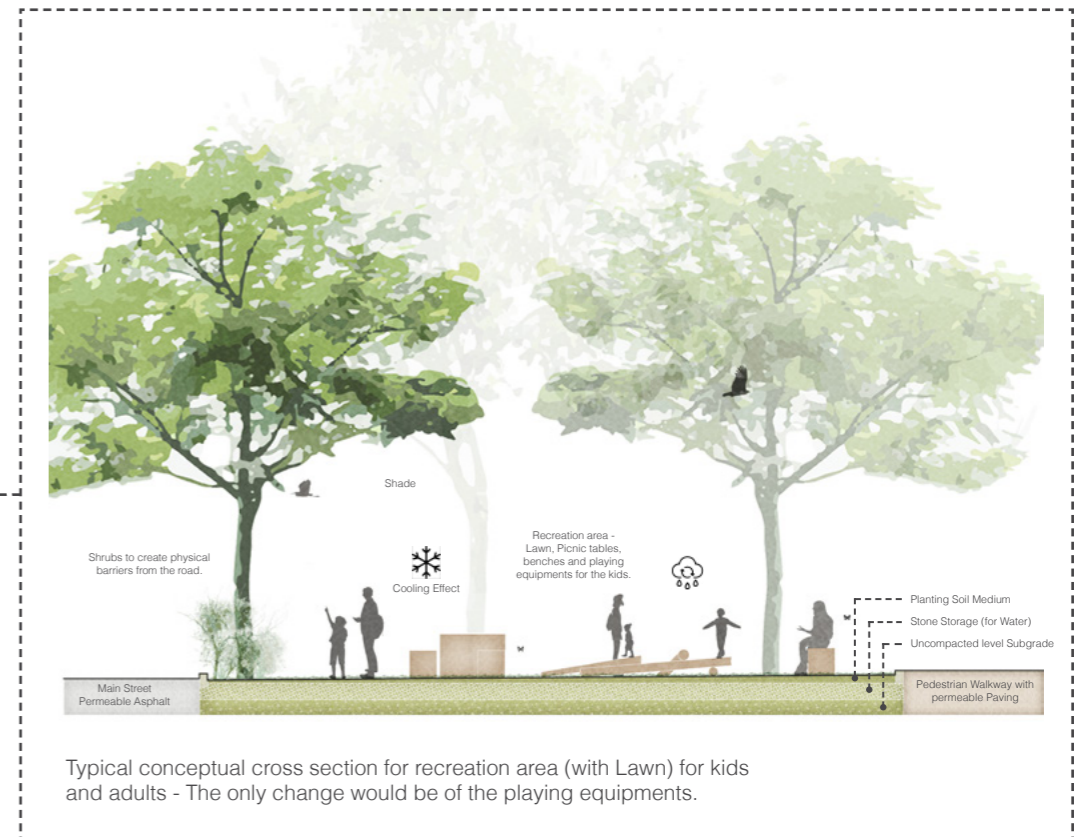 Shade
Shrubs to create physical
barriers from the road.
Cooling Effect
Recreation area -
Lawn, Picnic tables,
benches and playing
equipments for the kids.
Planting Soil Medium
Stone Storage (for Water)
Uncompacted level Subgrade
Main Street
Permeable Asphalt
Pedestrian Walkway with
permeable Paving
Typical conceptual cross section for recreation area (with Lawn) for kids
and adults - The only change would be of the playing equipments.